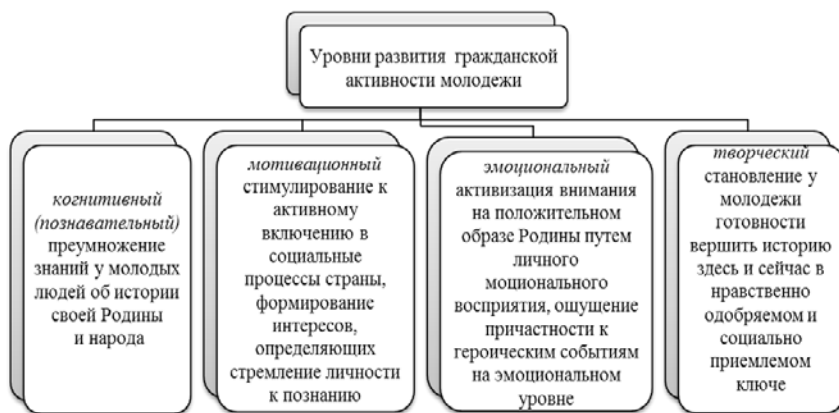 Уровни развития гражданской
активности молодежи
когнитивный
(познавательный)
преумножение
знаний у молодых
людей об истории
своей Родины
и народа
мотивационный
стимулирование к
активному
включению в
социальные
процессы страны,
формирование
интересов,
определяющих
стремление личности
к познанию
эмоциональный
активизация внимания
на положительном
образе Родины путем
личного
моционального
восприятия, ощущение
причастности к
героическим событиям
на эмоциональном
уровне
творческий
становление у
молодежи
готовности
вершить историю
здесь и сейчас в
нравственно
одобряемом и
социально
приемлемом
ключе